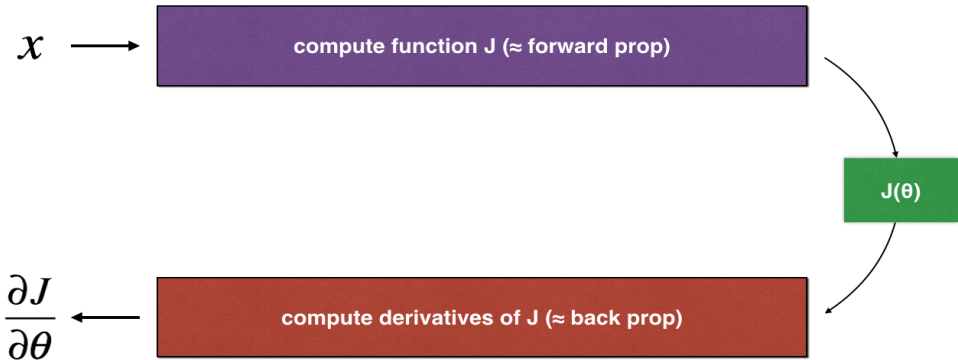 x
compute function J (≈ forward prop)
J(θ)
compute derivatives of J (≈ back prop)
∂J
∂θ